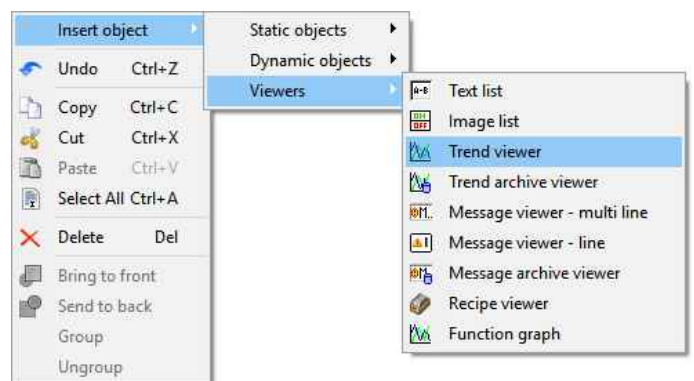 Insert object
Undo Ctrl+Z
Copy Ctrl+C
Cut Ctrl+X
Paste Ctrl+V
Select All Ctrl+A
Delete Del
Bring to front
Send to back
Group
Ungroup
Static objects
Dynamic objects
Viewers
Text list
Image list
Trend viewer
Trend archive viewer
Message viewer - multi line
Message viewer - line
Message archive viewer
Recipe viewer
Function graph